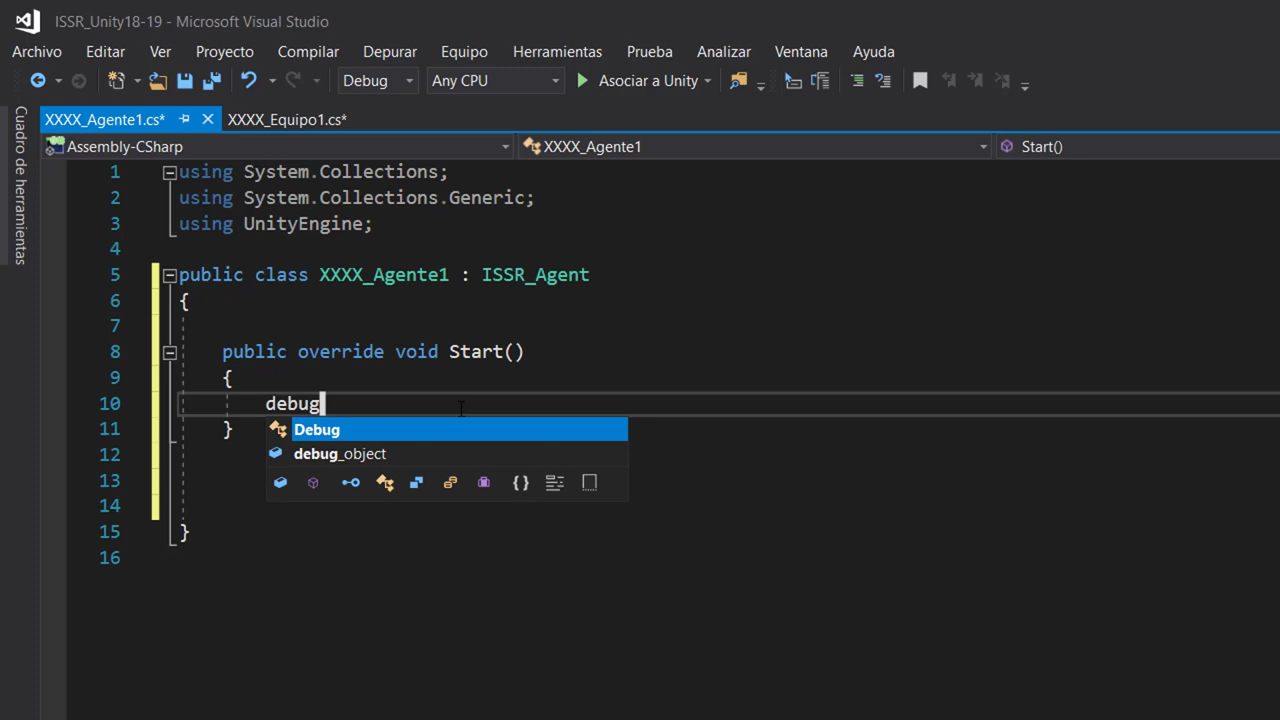 ISSR_Unity18-19 - Microsoft Visual Studio
Archivo Editar Ver Proyecto Compilar Depurar Equipo Herramientas Prueba Analizar Ventana Ayuda
Debug Any CPU Asociar a Unity
Cuadro de herramientas
XXXX_Agente1.cs* XXXX_Equipo1.cs*
Assembly-CSharp XXXX_Agente1 Start()
1 using System.Collections;
2 using System.Collections.Generic;
3 using UnityEngine;
4
5 public class XXXX_Agente1 : ISSR_Agent
6 {
7
8 public override void Start()
9 {
10 debug
11 }
Debug
12
debug_object
13
14
15 }
16